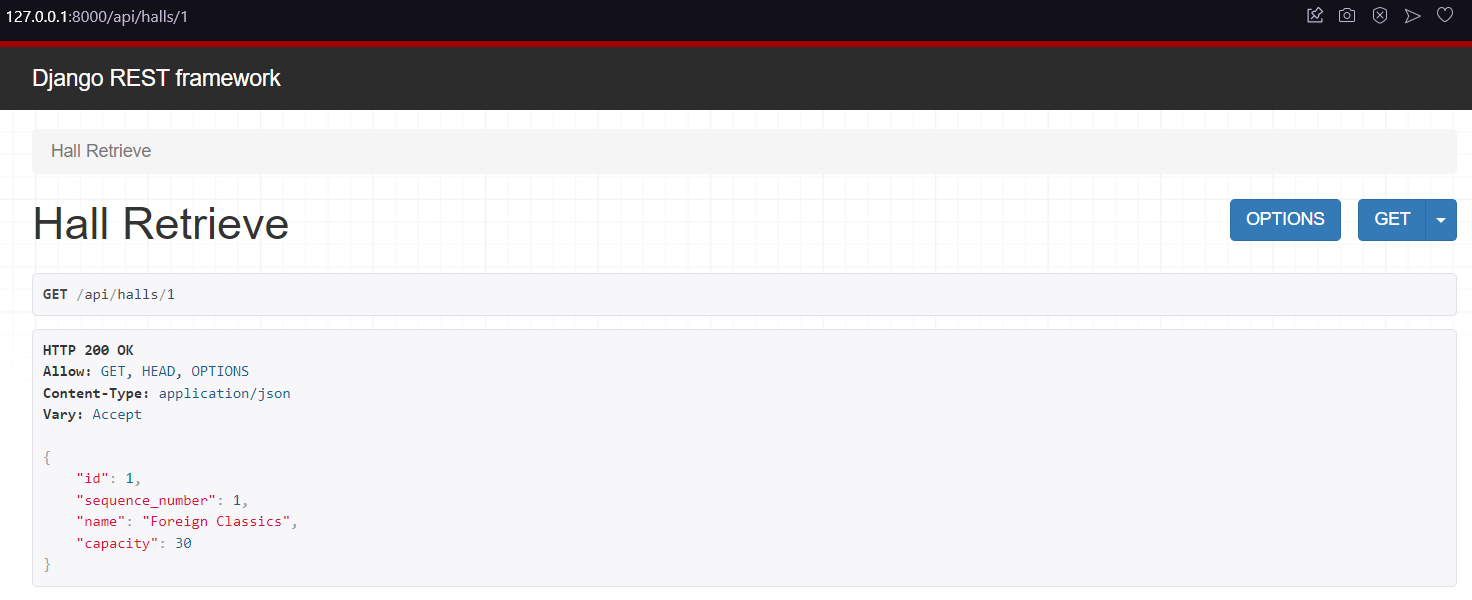 127.0.0.1:8000/api/halls/1
Django REST framework
Hall Retrieve
Hall Retrieve
OPTIONS
GET
GET /api/halls/1
HTTP 200 OK
Allow: GET, HEAD, OPTIONS
Content-Type: application/json
Vary: Accept
{
    "id": 1,
    "sequence_number": 1,
    "name": "Foreign Classics",
    "capacity": 30
}